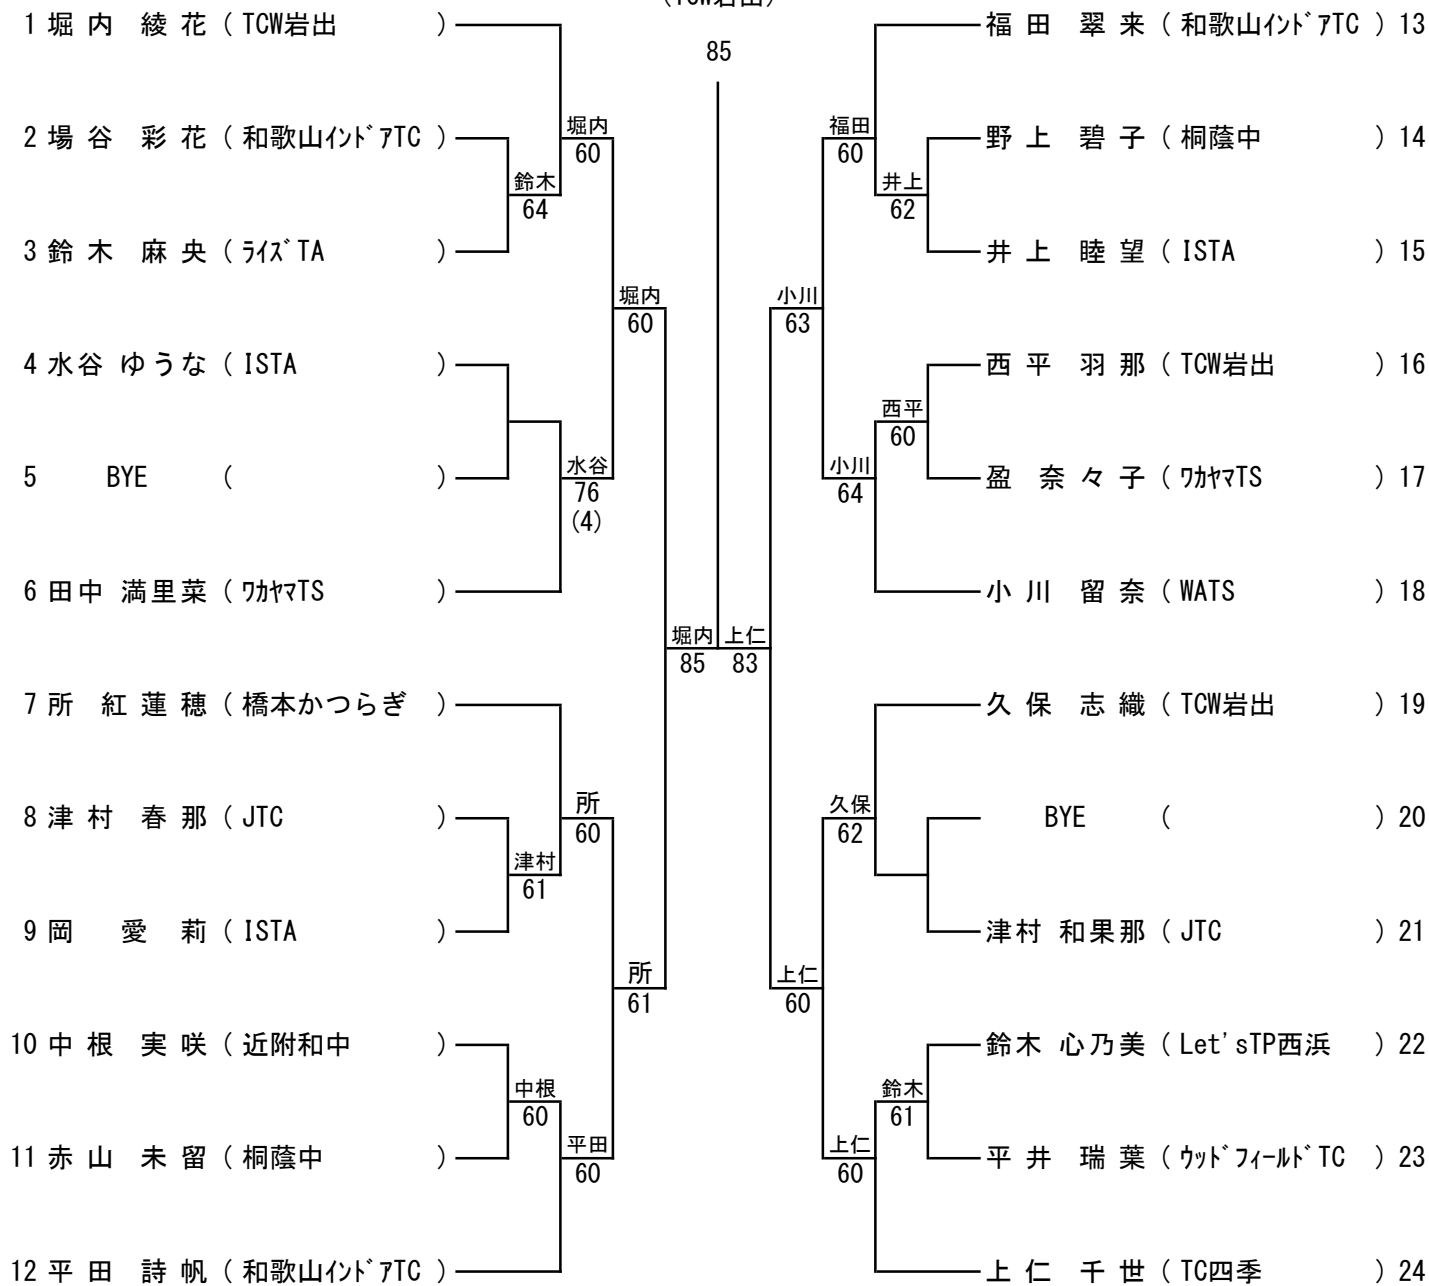 (TCW岩出)
85
1 堀内 綾花 ( TCW岩出 )
2 場谷 彩花 ( 和歌山インドアTC )
3 鈴木 麻央 ( ライズTA )
4 水谷 ゆうな ( ISTA )
5 BYE ( )
6 田中 満里菜 ( ワカヤマTS )
7 所 紅蓮穂 ( 橋本かつらぎ )
8 津村 春那 ( JTC )
9 岡 愛莉 ( ISTA )
10 中根 実咲 ( 近附和中 )
11 赤山 未留 ( 桐蔭中 )
12 平田 詩帆 ( 和歌山インドアTC )
鈴木
64
津村
61
中根
60
堀内
60
水谷
76
(4)
所
60
平田
60
堀内
60
所
61
堀内
85
上仁
83
小川
63
上仁
60
福田
60
小川
64
久保
62
上仁
60
井上
62
西平
60
鈴木
61
福田 翠来 ( 和歌山インドアTC ) 13
野上 碧子 ( 桐蔭中 ) 14
井上 睦望 ( ISTA ) 15
西平 羽那 ( TCW岩出 ) 16
盈 奈々子 ( ワカヤマTS ) 17
小川 留奈 ( WATS ) 18
久保 志織 ( TCW岩出 ) 19
BYE ( ) 20
津村 和果那 ( JTC ) 21
鈴木 心乃美 ( Let'sTP西浜 ) 22
平井 瑞葉 ( ウッドフィールドTC ) 23
上仁 千世 ( TC四季 ) 24